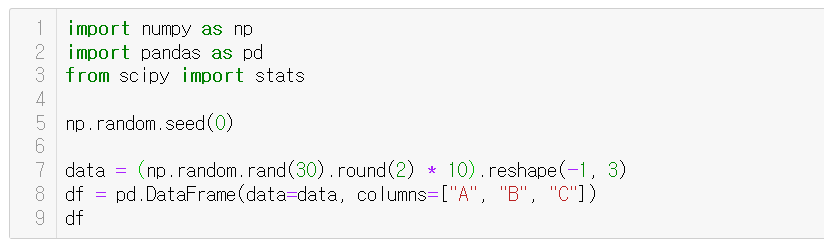 1 import numpy as np
2 import pandas as pd
3 from scipy import stats
4
5 np.random.seed(0)
6
7 data = (np.random.rand(30).round(2) * 10).reshape(-1, 3)
8 df = pd.DataFrame(data=data, columns=["A", "B", "C"])
9 df